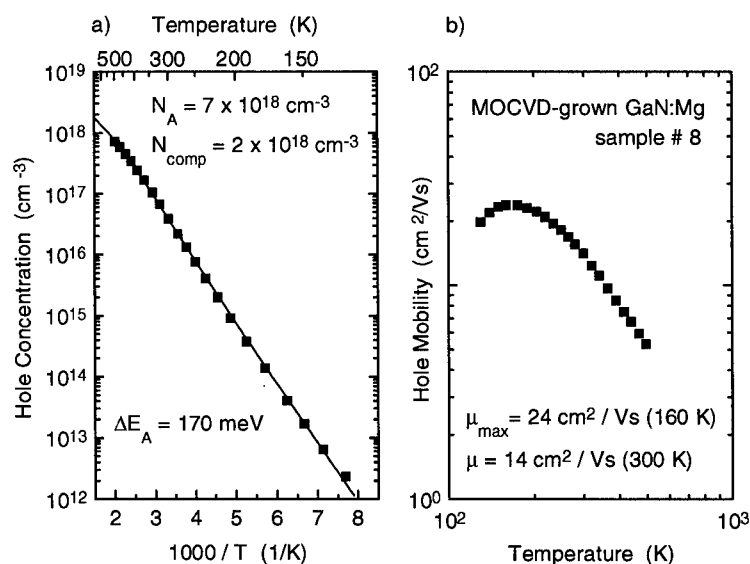 a) Temperature (K)
500 300 200 150
10^19
10^18
10^17
10^16
10^15
10^14
10^13
10^12
Hole Concentration (cm^-3)
N_A = 7 x 10^18 cm^-3
N_comp = 2 x 10^18 cm^-3
ΔE_A = 170 meV
2 3 4 5 6 7 8
1000 / T (1/K)
b)
10^2
10^1
10^0
Hole Mobility (cm^2/Vs)
MOCVD-grown GaN:Mg
sample # 8
μ_max = 24 cm^2 / Vs (160 K)
μ = 14 cm^2 / Vs (300 K)
10^2 10^3
Temperature (K)